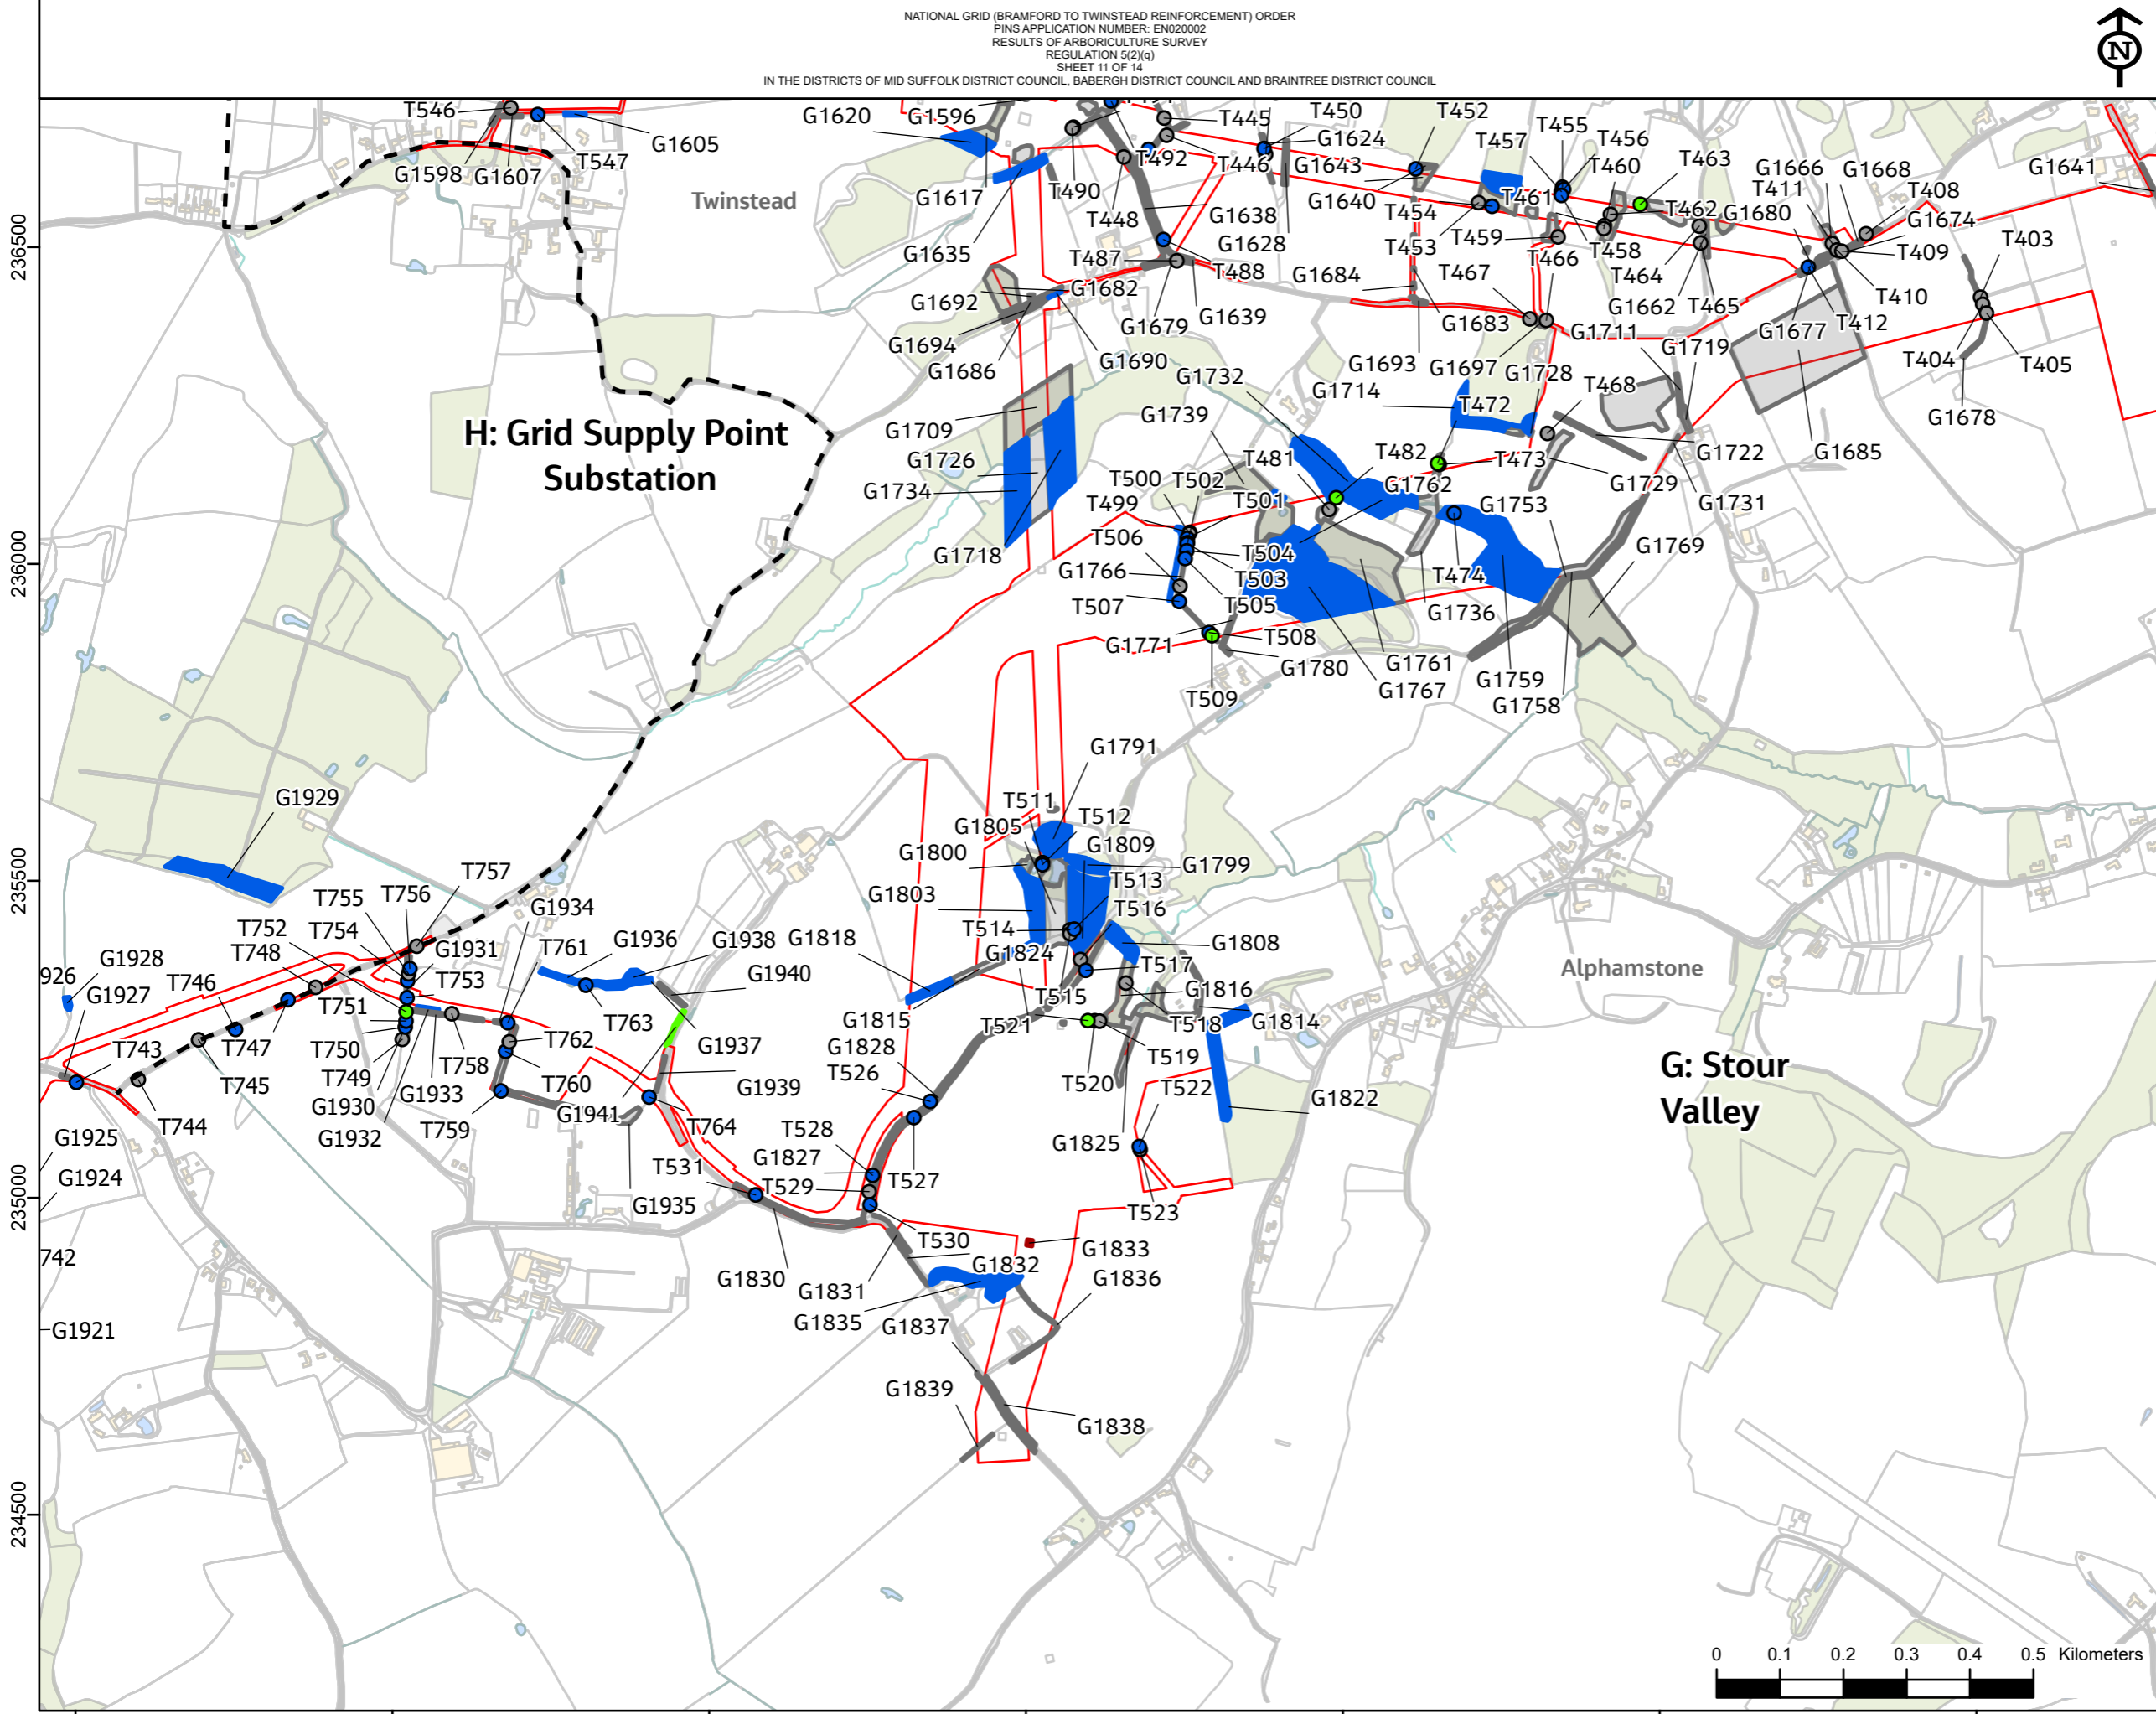 NATIONAL GRID (BRAMFORD TO TWINSTEAD REINFORCEMENT) ORDER
PINS APPLICATION NUMBER: EN020002
RESULTS OF ARBORICULTURE SURVEY
REGULATION 5(2)(q)
SHEET 11 OF 14
IN THE DISTRICTS OF MID SUFFOLK DISTRICT COUNCIL, BABERGH DISTRICT COUNCIL AND BRAINTREE DISTRICT COUNCIL
N
T546
G1605
T547
G1598
G1607
Twinstead
G1620
G1596
T445
T450
G1624
T452
T455
T457
T456
T460
T463
G1666
G1668
T411
T408
G1641
T492
T446
G1643
G1617
T490
G1640
T461
T462
G1680
G1674
T448
G1638
T454
G1635
G1628
T453
T459
T458
T409
T403
T487
T488
G1684
T467
T466
T464
G1682
G1692
G1662
T465
T410
G1679
G1639
G1683
G1711
G1677
T412
G1694
G1686
G1690
G1693
G1697
G1719
T404
T405
G1732
G1714
G1728
T468
T472
G1678
G1739
G1709
H: Grid Supply Point
Substation
G1726
T481
T482
T473
G1722
G1685
G1734
T500
T502
T501
G1762
G1753
G1729
T499
G1731
T506
G1718
T504
G1769
G1766
T503
T474
T507
T505
G1736
G1771
T508
G1780
G1761
G1767
G1759
G1758
T509
G1791
T511
T512
G1805
G1809
G1800
G1799
T513
G1803
T516
T514
G1929
T757
T756
T755
G1934
T752
T754
T748
G1931
T761
G1936
G1938
G1818
G1824
G1808
926
G1928
T746
T753
G1940
T517
G1927
T751
T515
G1816
T763
G1815
T521
T518
G1814
T743
T747
T762
G1937
T750
T758
G1828
T519
T745
T749
T760
G1939
T526
T520
T522
G1930
G1933
G1941
G1822
T744
G1932
T759
T764
T528
G1825
G1925
G1827
T531
T529
T527
G1924
G1935
T523
T530
G1833
742
G1832
G1836
G1830
G1831
G1835
G1837
G1921
G1839
G1838
Alphamstone
G: Stour
Valley
236500
236000
235500
235000
234500
0 0.1 0.2 0.3 0.4 0.5 Kilometers